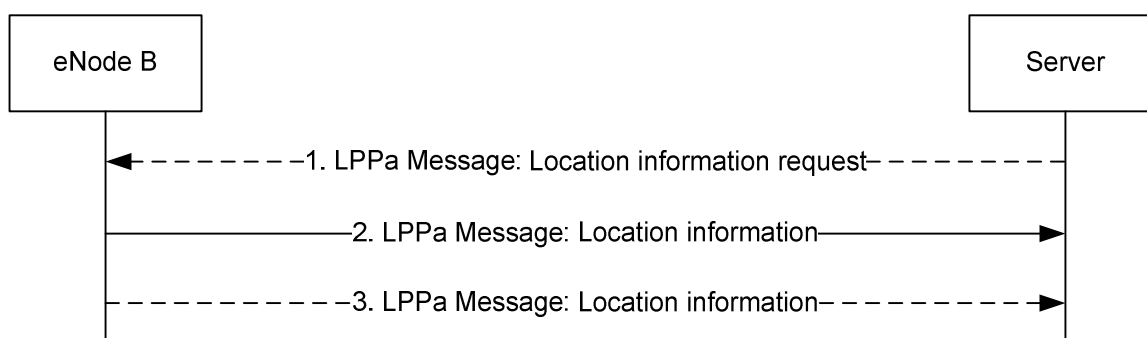 eNode B
Server
1. LPPa Message: Location information request
2. LPPa Message: Location information
3. LPPa Message: Location information